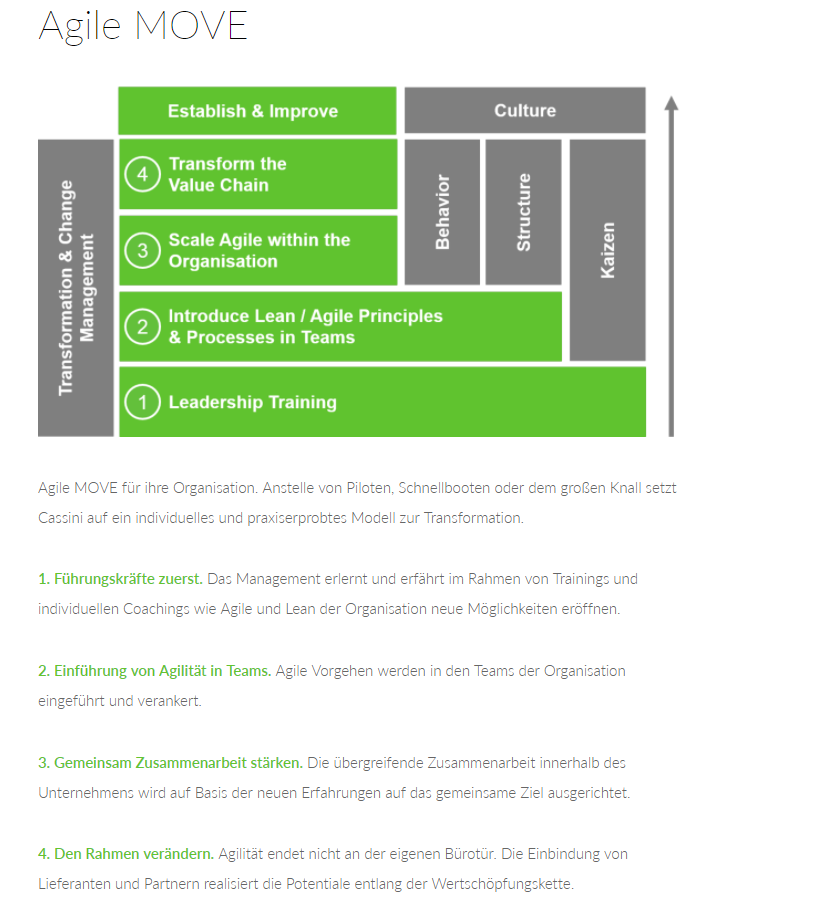 Agile MOVE
Establish & Improve
Culture
Transformation & Change
Management
4
Transform the
Value Chain
Behavior
Structure
Kaizen
3
Scale Agile within the
Organisation
2
Introduce Lean / Agile Principles
& Processes in Teams
1
Leadership Training
Agile MOVE für ihre Organisation. Anstelle von Piloten, Schnellbooten oder dem großen Knall setzt
Cassini auf ein individuelles und praxiserprobtes Modell zur Transformation.
1. Führungskräfte zuerst. Das Management erlernt und erfährt im Rahmen von Trainings und
individuellen Coachings wie Agile und Lean der Organisation neue Möglichkeiten eröffnen.
2. Einführung von Agilität in Teams. Agile Vorgehen werden in den Teams der Organisation
eingeführt und verankert.
3. Gemeinsam Zusammenarbeit stärken. Die übergreifende Zusammenarbeit innerhalb des
Unternehmens wird auf Basis der neuen Erfahrungen auf das gemeinsame Ziel ausgerichtet.
4. Den Rahmen verändern. Agilität endet nicht an der eigenen Bürotür. Die Einbindung von
Lieferanten und Partnern realisiert die Potentiale entlang der Wertschöpfungskette.